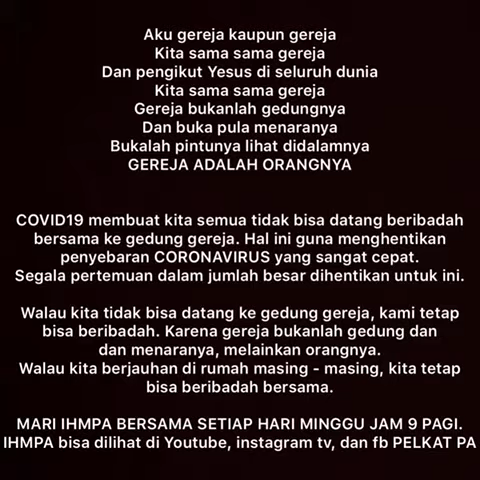 Aku gereja kaupun gereja
Kita sama sama gereja
Dan pengikut Yesus di seluruh dunia
Kita sama sama gereja
Gereja bukanlah gedungnya
Dan buka pula menaranya
Bukalah pintunya lihat didalamnya
GEREJA ADALAH ORANGNYA
COVID19 membuat kita semua tidak bisa datang beribadah
bersama ke gedung gereja. Hal ini guna menghentikan
penyebaran CORONAVIRUS yang sangat cepat.
Segala pertemuan dalam jumlah besar dihentikan untuk ini.
Walau kita tidak bisa datang ke gedung gereja, kami tetap
bisa beribadah. Karena gereja bukanlah gedung dan
dan menaranya, melainkan orangnya.
Walau kita berjauhan di rumah masing - masing, kita tetap
bisa beribadah bersama.
MARI IHMPA BERSAMA SETIAP HARI MINGGU JAM 9 PAGI.
IHMPA bisa dilihat di Youtube, instagram tv, dan fb PELKAT PA